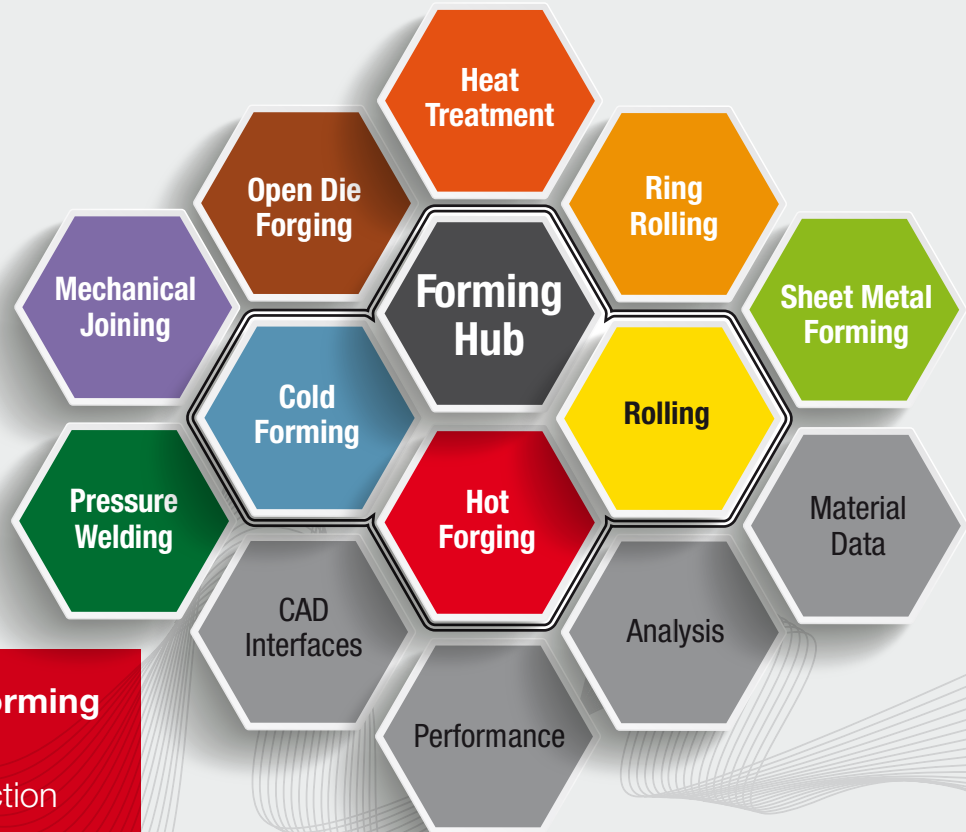 Heat
Treatment
Open Die
Forging
Ring
Rolling
Mechanical
Joining
Forming
Hub
Sheet Metal
Forming
Cold
Forming
Rolling
Pressure
Welding
Hot
Forging
Material
Data
CAD
Interfaces
Analysis
Performance
orming
ction